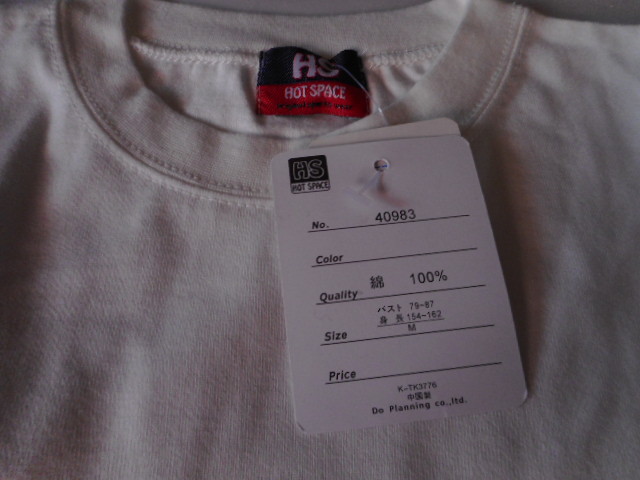 HS
HOT SPACE
HS
HOT SPACE
No. 40983
Color
Quality 綿 100%
バスト 79-87
身 長 154-162
Size M
Price
K-TK3776
中国製
Do Planning co.,ltd.